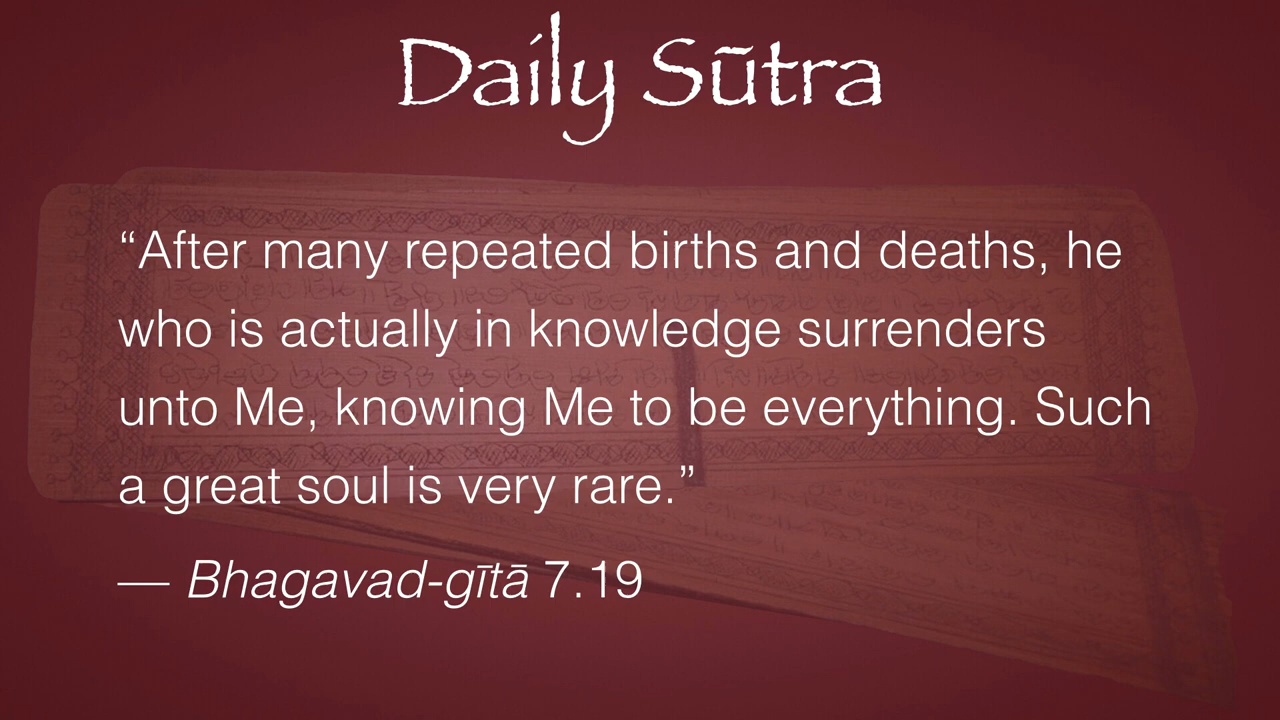 Daily Sūtra
“After many repeated births and deaths, he
who is actually in knowledge surrenders
unto Me, knowing Me to be everything. Such
a great soul is very rare.”
— Bhagavad-gītā 7.19